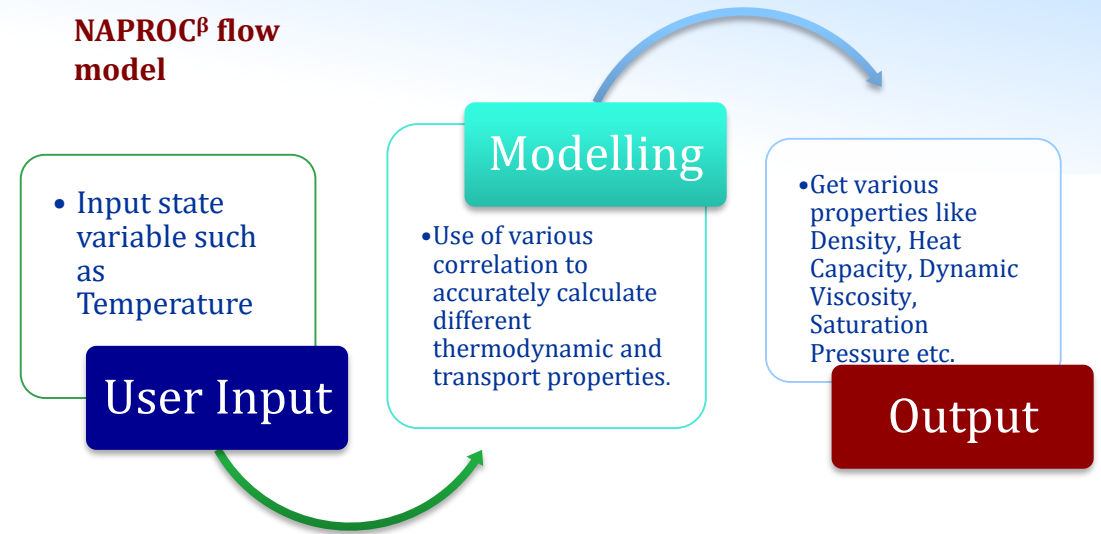 NAPROCᵝ flow
model
• Input state
variable such
as
Temperature
User Input
Modelling
•Use of various
correlation to
accurately calculate
different
thermodynamic and
transport properties.
•Get various
properties like
Density, Heat
Capacity, Dynamic
Viscosity,
Saturation
Pressure etc.
Output